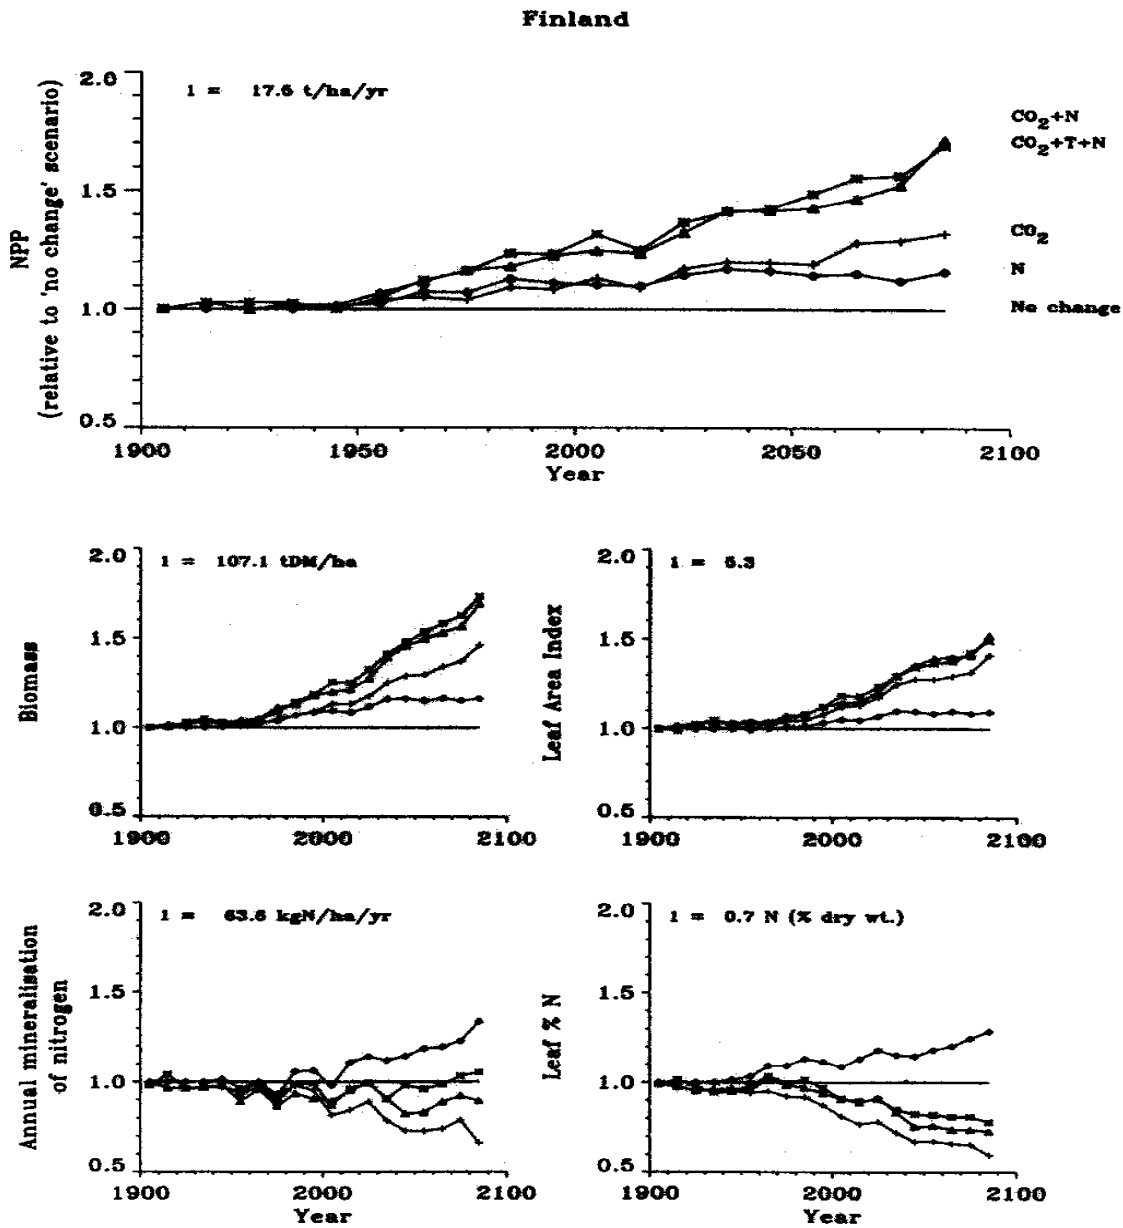 Finland
NPP
(relative to 'no change' scenario)
2.0
1.5
1.0
0.5
1 = 17.6 t/ha/yr
CO2+N
CO2+T+N
CO2
N
No change
1900 1950 2000 2050 2100
Year
Biomass
2.0
1.5
1.0
0.5
1 = 107.1 tDM/ha
1900 2000 2100
Leaf Area Index
2.0
1.5
1.0
0.5
1 = 5.3
1900 2000 2100
Annual mineralisation
of nitrogen
2.0
1.5
1.0
0.5
1 = 63.6 kgN/ha/yr
1900 2000 2100
Year
Leaf % N
2.0
1.5
1.0
0.5
1 = 0.7 N (% dry wt.)
1900 2000 2100
Year